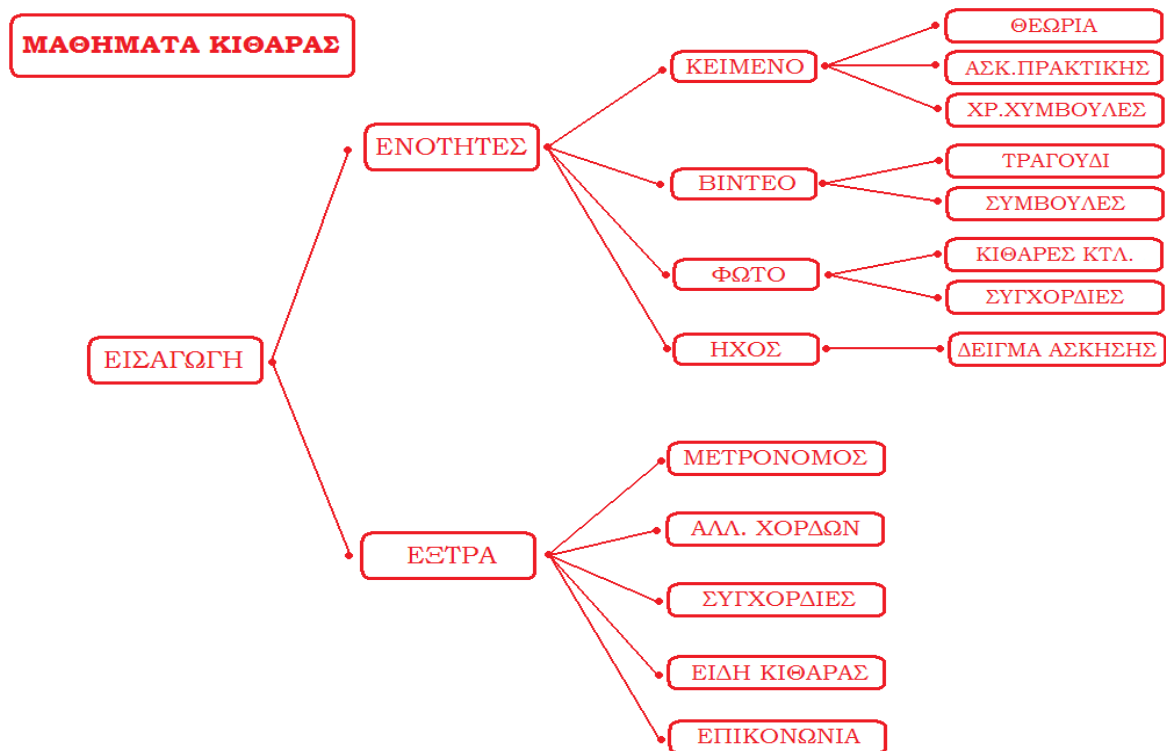 ΜΑΘΗΜΑΤΑ ΚΙΘΑΡΑΣ
ΕΙΣΑΓΩΓΗ
ΕΝΟΤΗΤΕΣ
ΚΕΙΜΕΝΟ
ΘΕΩΡΙΑ
ΑΣΚ.ΠΡΑΚΤΙΚΗΣ
ΧΡ.ΧΥΜΒΟΥΛΕΣ
ΒΙΝΤΕΟ
ΤΡΑΓΟΥΔΙ
ΣΥΜΒΟΥΛΕΣ
ΦΩΤΟ
ΚΙΘΑΡΕΣ ΚΤΛ.
ΣΥΓΧΟΡΔΙΕΣ
ΗΧΟΣ
ΔΕΙΓΜΑ ΑΣΚΗΣΗΣ
ΕΞΤΡΑ
ΜΕΤΡΟΝΟΜΟΣ
ΑΛΛ. ΧΟΡΔΩΝ
ΣΥΓΧΟΡΔΙΕΣ
ΕΙΔΗ ΚΙΘΑΡΑΣ
ΕΠΙΚΟΝΩΝΙΑ